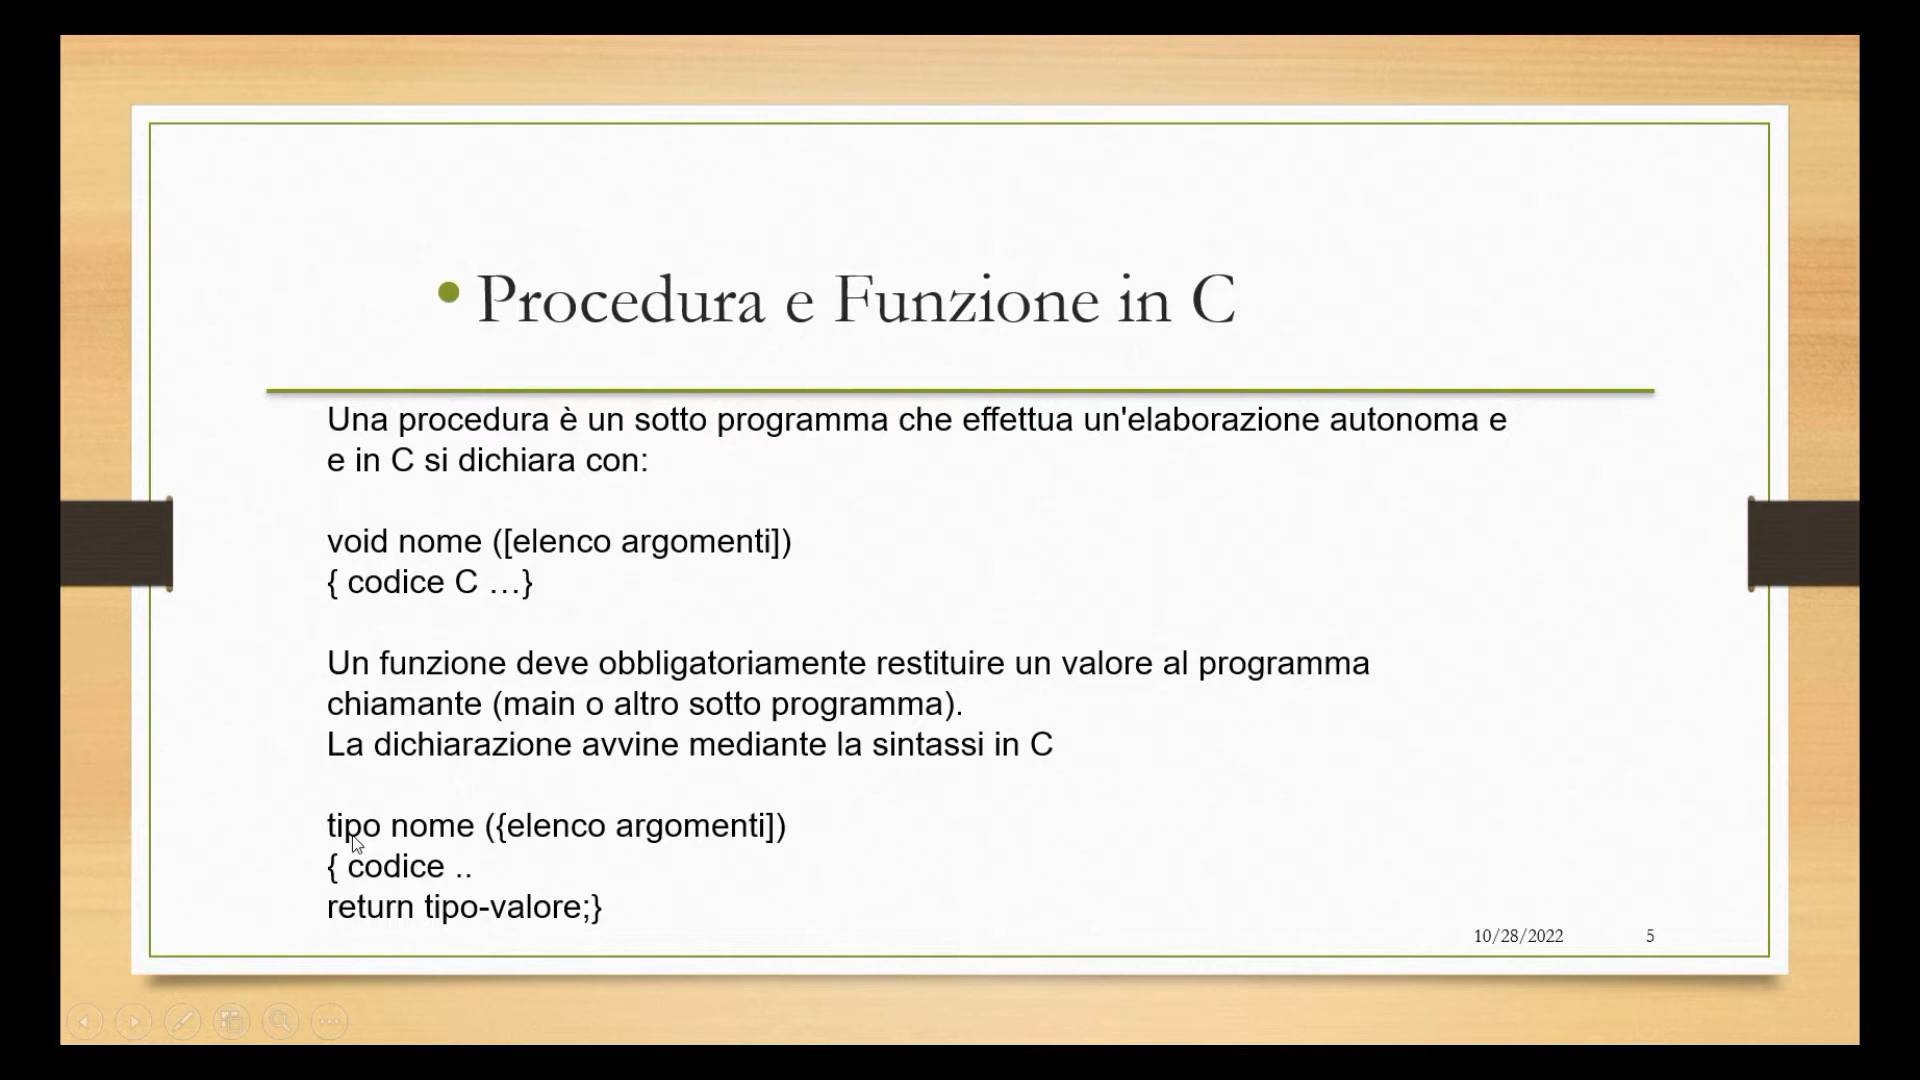 • Procedura e Funzione in C
Una procedura è un sotto programma che effettua un'elaborazione autonoma e
e in C si dichiara con:
void nome ([elenco argomenti])
{ codice C …}
Un funzione deve obbligatoriamente restituire un valore al programma
chiamante (main o altro sotto programma).
La dichiarazione avvine mediante la sintassi in C
tipo nome ({elenco argomenti])
{ codice ..
return tipo-valore;}
10/28/2022 5